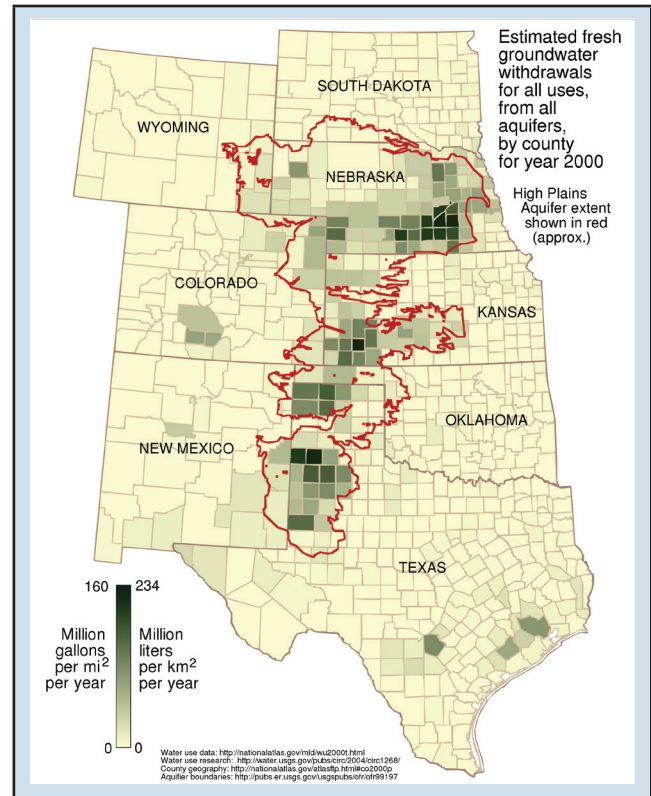 Estimated fresh
groundwater
withdrawals
for all uses,
from all
aquifers,
by county
for year 2000
High Plains
Aquifer extent
shown in red
(approx.)
SOUTH DAKOTA
WYOMING
NEBRASKA
COLORADO
KANSAS
OKLAHOMA
NEW MEXICO
TEXAS
160 234
Million Million
gallons liters
per mi² per km²
per year per year
0 0
Water use data: http://nationalatlas.gov/mld/wu2000t.html
Water use research: http://water.usgs.gov/pubs/circ/2004/circ1268/
County geography: http://nationalatlas.gov/atlasftp.html#co2000p
Aquifier boundaries: http://pubs.er.usgs.gov/usgspubs/ofr/ofr99197